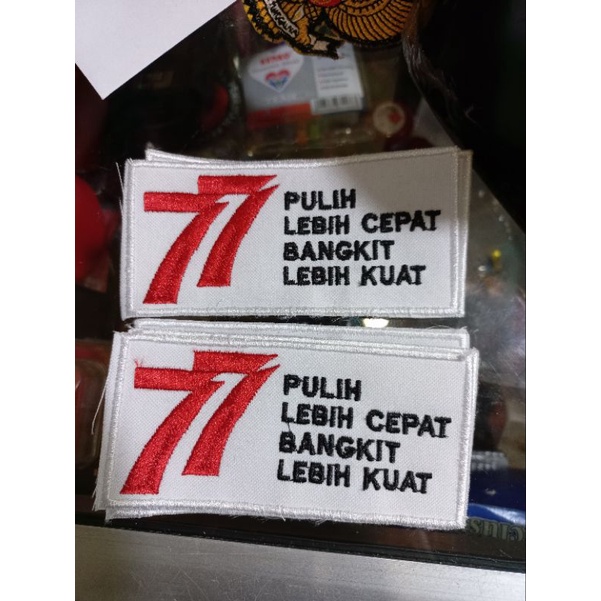 77
PULIH
LEBIH CEPAT
BANGKIT
LEBIH KUAT
77
PULIH
LEBIH CEPAT
BANGKIT
LEBIH KUAT